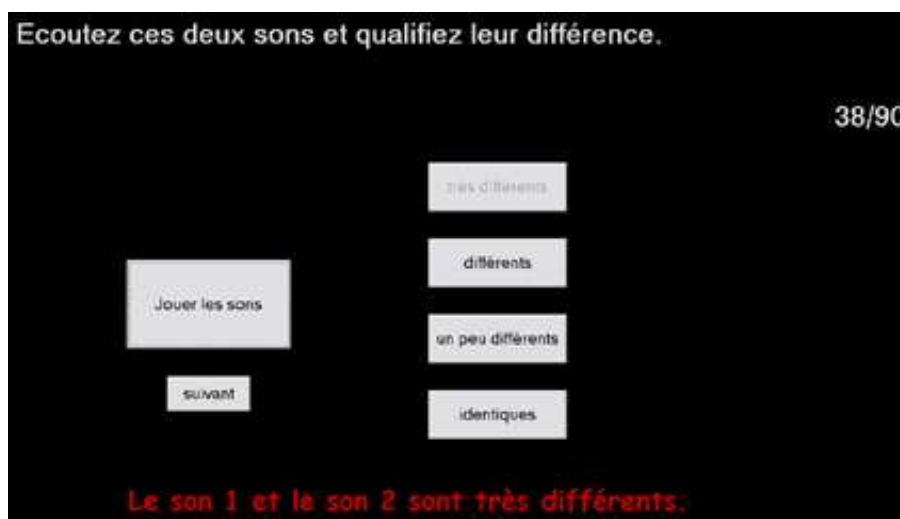 Ecoutez ces deux sons et qualifiez leur différence.
38/90
très différents
différents
Jouer les sons
un peu différents
suivant
identiques
Le son 1 et le son 2 sont très différents.